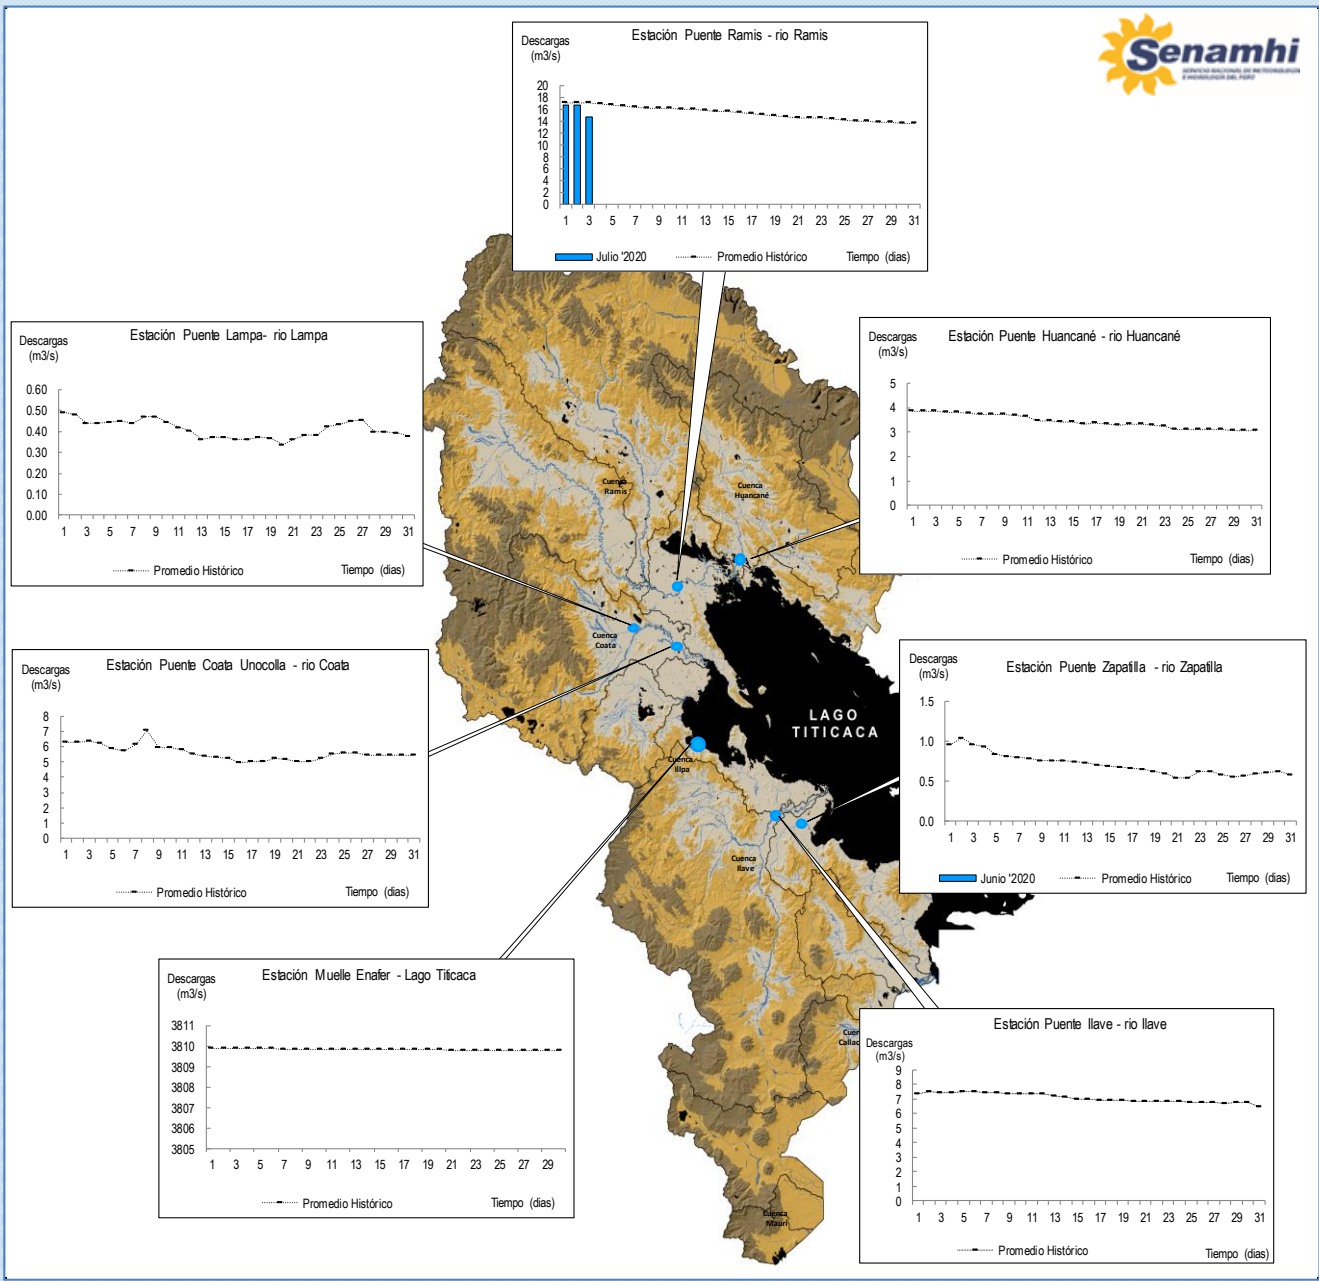 Senamhi
SERVICIO NACIONAL DE METEOROLOGÍA
E HIDROLOGÍA DEL PERÚ
Estación Puente Ramis - rio Ramis
Descargas
(m3/s)
20
18
16
14
12
10
8
6
4
2
0
1 3 5 7 9 11 13 15 17 19 21 23 25 27 29 31
Julio '2020 Promedio Histórico Tiempo (dias)
Estación Puente Lampa- rio Lampa
Descargas
(m3/s)
0.60
0.50
0.40
0.30
0.20
0.10
0.00
1 3 5 7 9 11 13 15 17 19 21 23 25 27 29 31
Promedio Histórico Tiempo (dias)
Estación Puente Huancané - rio Huancané
Descargas
(m3/s)
5
4
3
2
1
0
1 3 5 7 9 11 13 15 17 19 21 23 25 27 29 31
Promedio Histórico Tiempo (dias)
Cuenca
Ramis
Cuenca
Huancané
Cuenca
Coata
Estación Puente Coata Unocolla - rio Coata
Descargas
(m3/s)
8
7
6
5
4
3
2
1
0
1 3 5 7 9 11 13 15 17 19 21 23 25 27 29 31
Promedio Histórico Tiempo (dias)
Estación Puente Zapatilla - rio Zapatilla
Descargas
(m3/s)
1.5
1.0
0.5
0.0
1 3 5 7 9 11 13 15 17 19 21 23 25 27 29 31
Junio '2020 Promedio Histórico Tiempo (dias)
LAGO
TITICACA
Cuenca
Illpa
Cuenca
Ilave
Estación Muelle Enafer - Lago Titicaca
Descargas
(m3/s)
3811
3810
3809
3808
3807
3806
3805
1 3 5 7 9 11 13 15 17 19 21 23 25 27 29
Promedio Histórico Tiempo (dias)
Estación Puente Ilave - rio Ilave
Descargas
(m3/s)
9
8
7
6
5
4
3
2
1
0
1 3 5 7 9 11 13 15 17 19 21 23 25 27 29 31
Promedio Histórico Tiempo (dias)
Cuen
Callac
Cuenca
Mauri